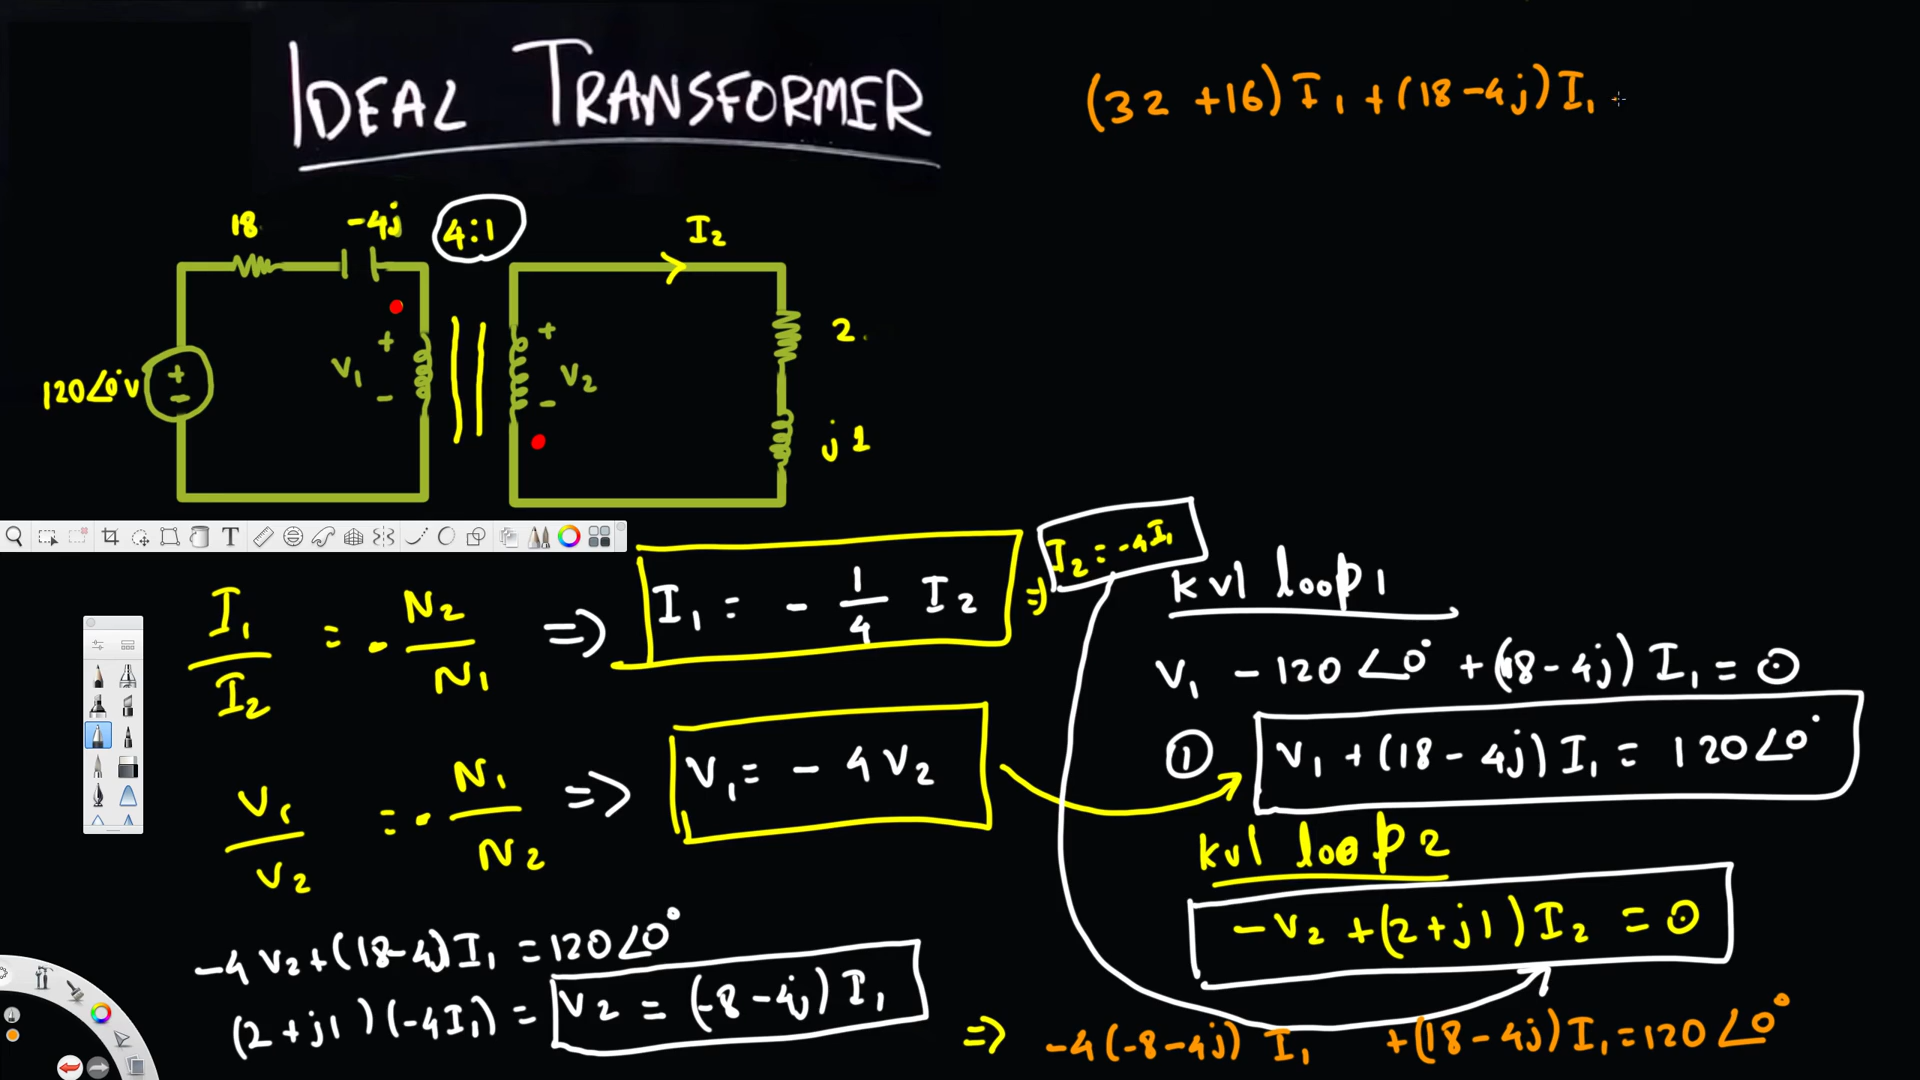 IDEAL TRANSFORMER
(32 +16) I₁ + (18 -4j) I₁
18
-4j
4:1
I₂
120∠0°V
+
-
V₁
+
-
V₂
+
-
2
j1
I₁/I₂ = - N₂/N₁ => I₁ = - 1/4 I₂ => I₂ = -4I₁
V₁/V₂ = - N₁/N₂ => V₁ = - 4 V₂
kvl loop 1
V₁ - 120 ∠0° + (18 - 4j) I₁ = 0
① V₁ + (18 - 4j) I₁ = 120∠0°
kvl loop 2
-V₂ + (2+j1) I₂ = 0
-4 V₂ + (18-4j) I₁ = 120∠0°
(2+j1) (-4I₁) = V₂ = (-8-4j) I₁
=> -4(-8-4j) I₁ + (18-4j) I₁ = 120∠0°